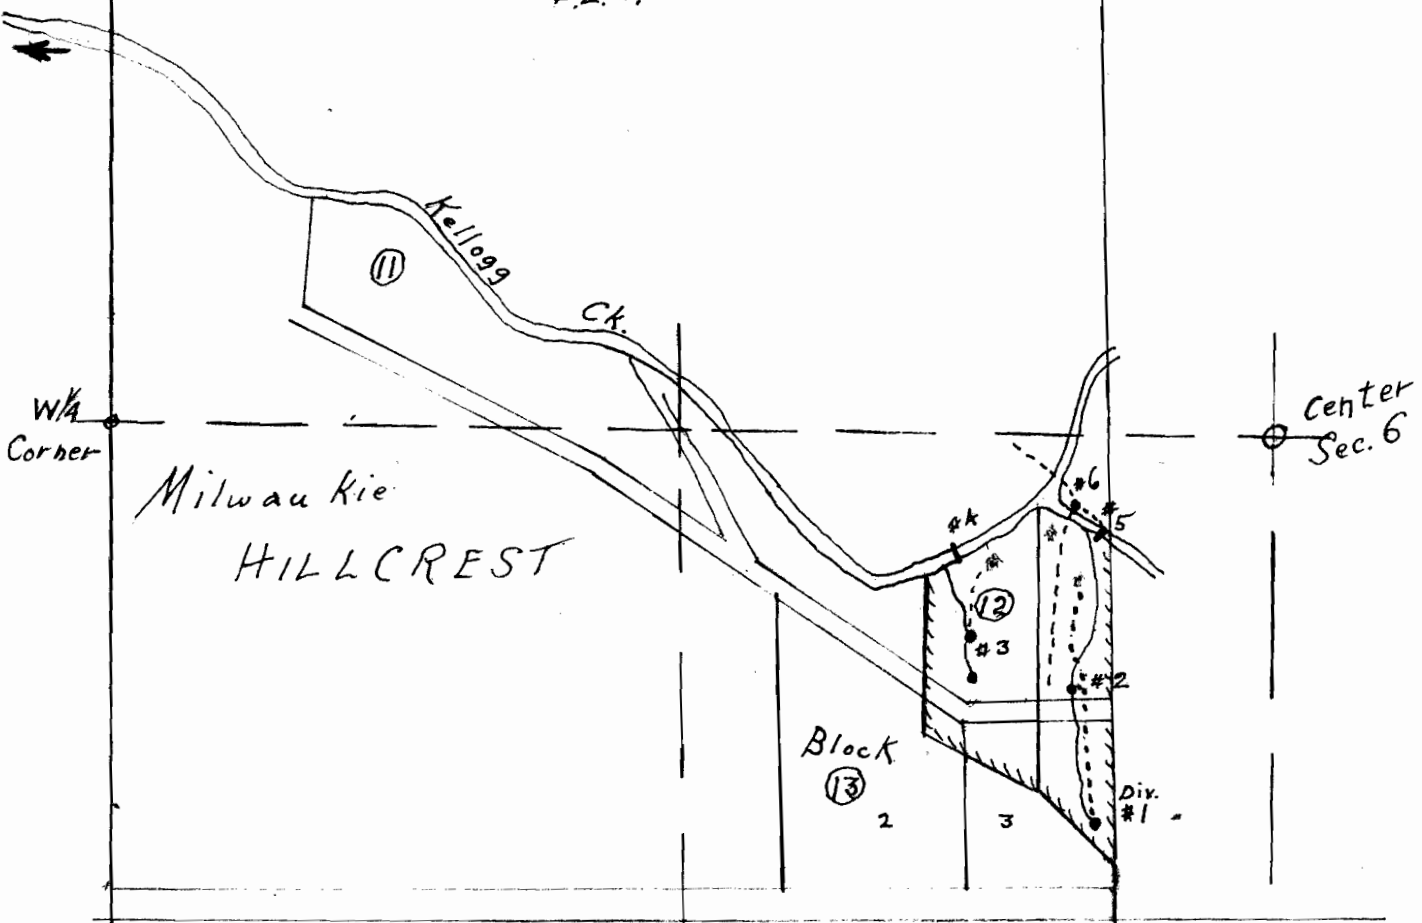 Kellogg
Ck.
11
W1/4
Corner
Center
Sec. 6
Milwaukie
HILLCREST
#6
#5
#4
12
#3
#2
Block
13
2
3
Div.
#1